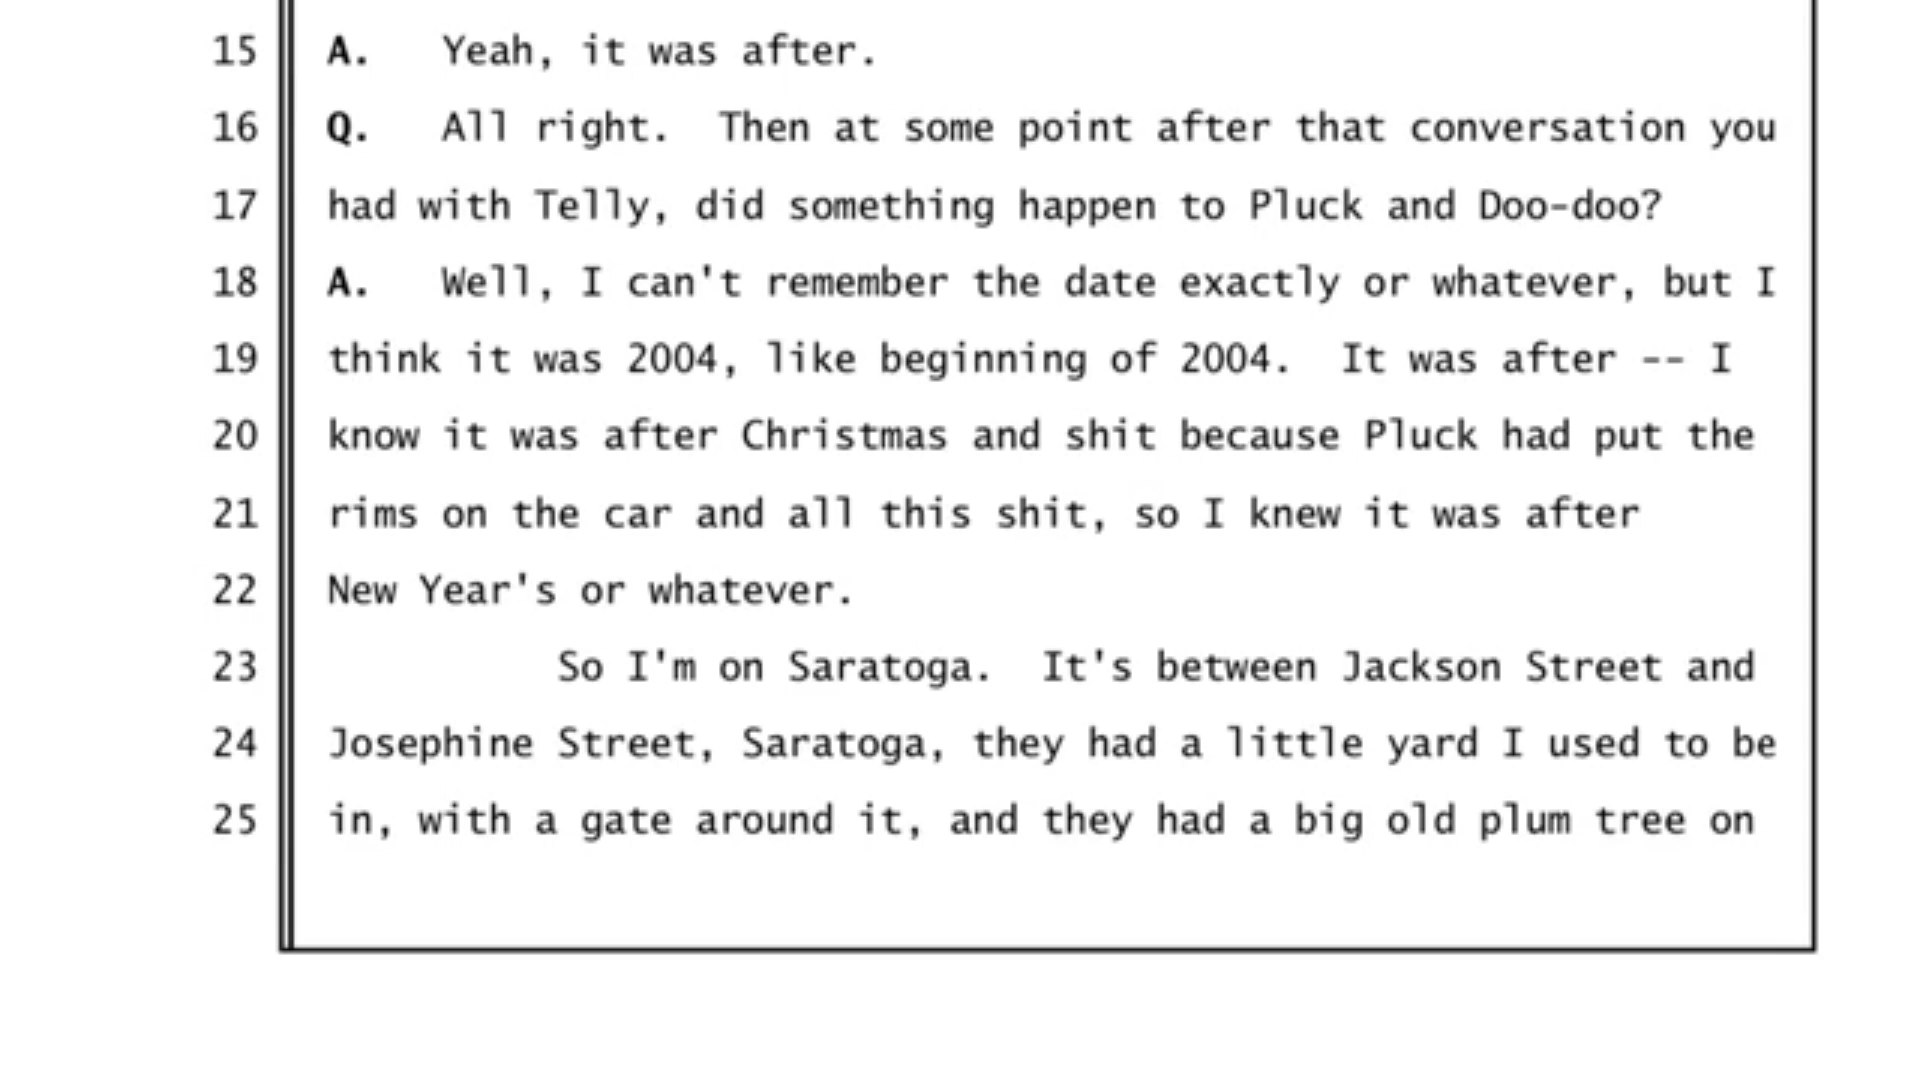 15 A. Yeah, it was after.
16 Q. All right. Then at some point after that conversation you
17 had with Telly, did something happen to Pluck and Doo-doo?
18 A. Well, I can't remember the date exactly or whatever, but I
19 think it was 2004, like beginning of 2004. It was after -- I
20 know it was after Christmas and shit because Pluck had put the
21 rims on the car and all this shit, so I knew it was after
22 New Year's or whatever.
23 So I'm on Saratoga. It's between Jackson Street and
24 Josephine Street, Saratoga, they had a little yard I used to be
25 in, with a gate around it, and they had a big old plum tree on